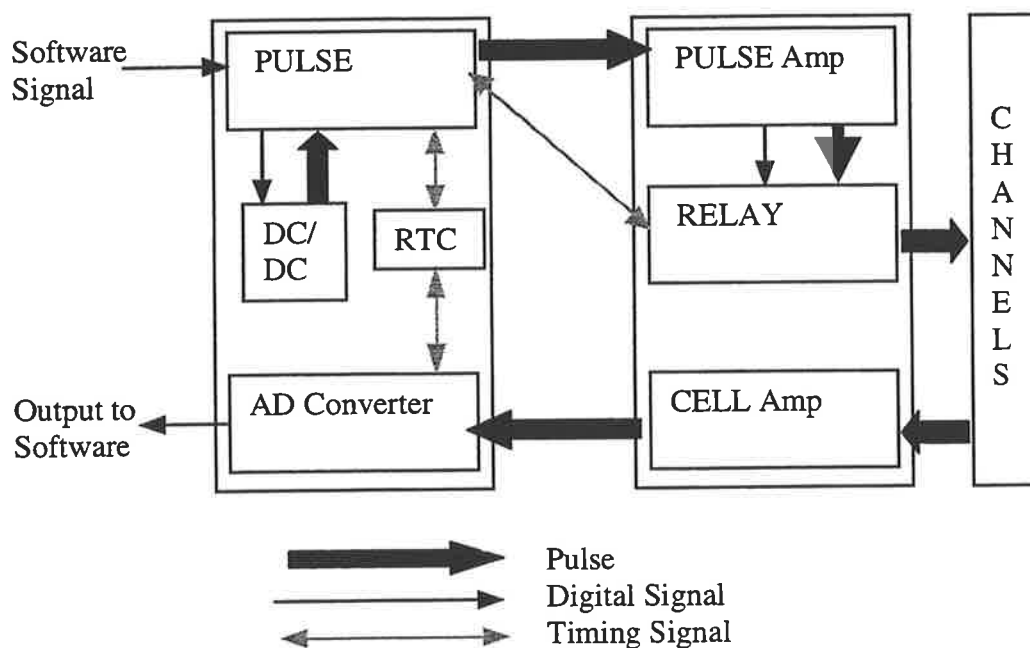 Software
Signal
PULSE
PULSE Amp
DC/
DC
RTC
RELAY
CHANNELS
Output to
Software
AD Converter
CELL Amp
Pulse
Digital Signal
Timing Signal